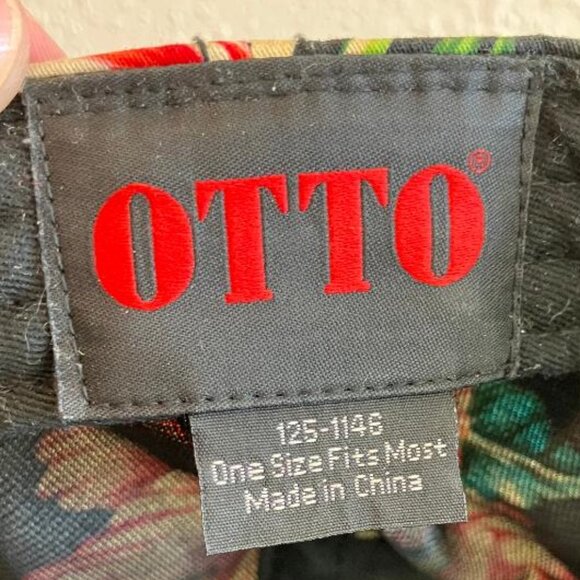 OTTO®
125-1146
One Size Fits Most
Made in China